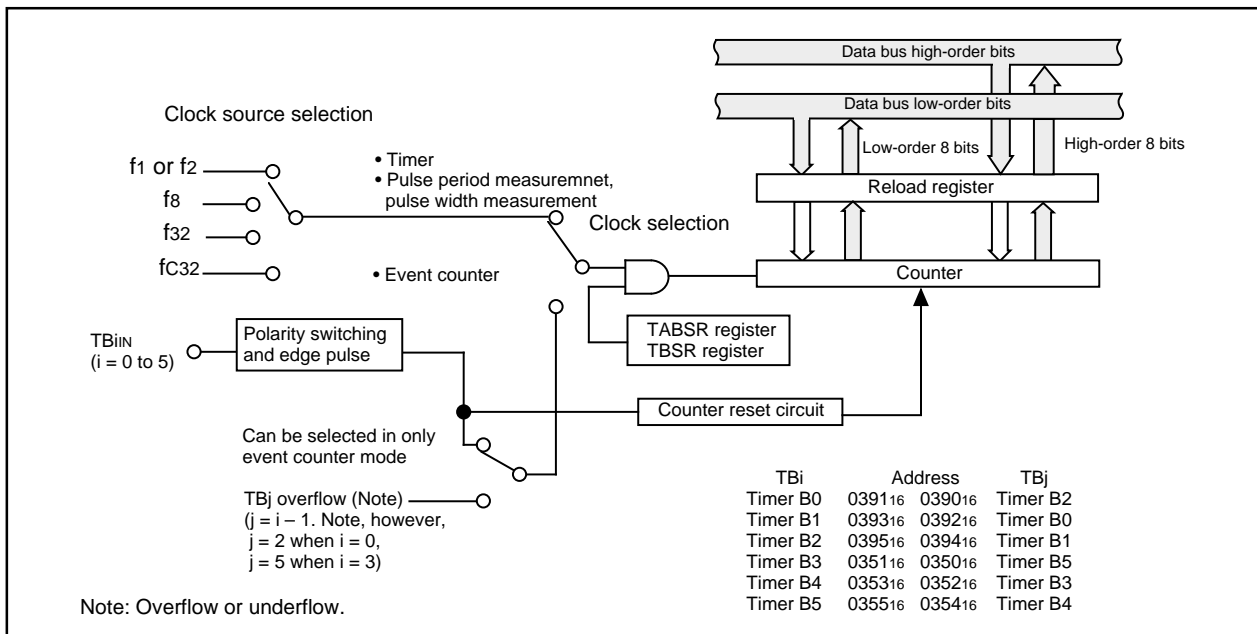 Data bus high-order bits
Data bus low-order bits
Clock source selection
Low-order 8 bits
High-order 8 bits
f1 or f2
f8
f32
fC32
• Timer
• Pulse period measuremnet,
pulse width measurement
Reload register
Clock selection
• Event counter
Counter
TABSR register
TBSR register
TBiIN
(i = 0 to 5)
Polarity switching
and edge pulse
Counter reset circuit
Can be selected in only
event counter mode
TBj overflow (Note)
(j = i – 1. Note, however,
j = 2 when i = 0,
j = 5 when i = 3)
TBi Address TBj
Timer B0 039116 039016 Timer B2
Timer B1 039316 039216 Timer B0
Timer B2 039516 039416 Timer B1
Timer B3 035116 035016 Timer B5
Timer B4 035316 035216 Timer B3
Timer B5 035516 035416 Timer B4
Note: Overflow or underflow.